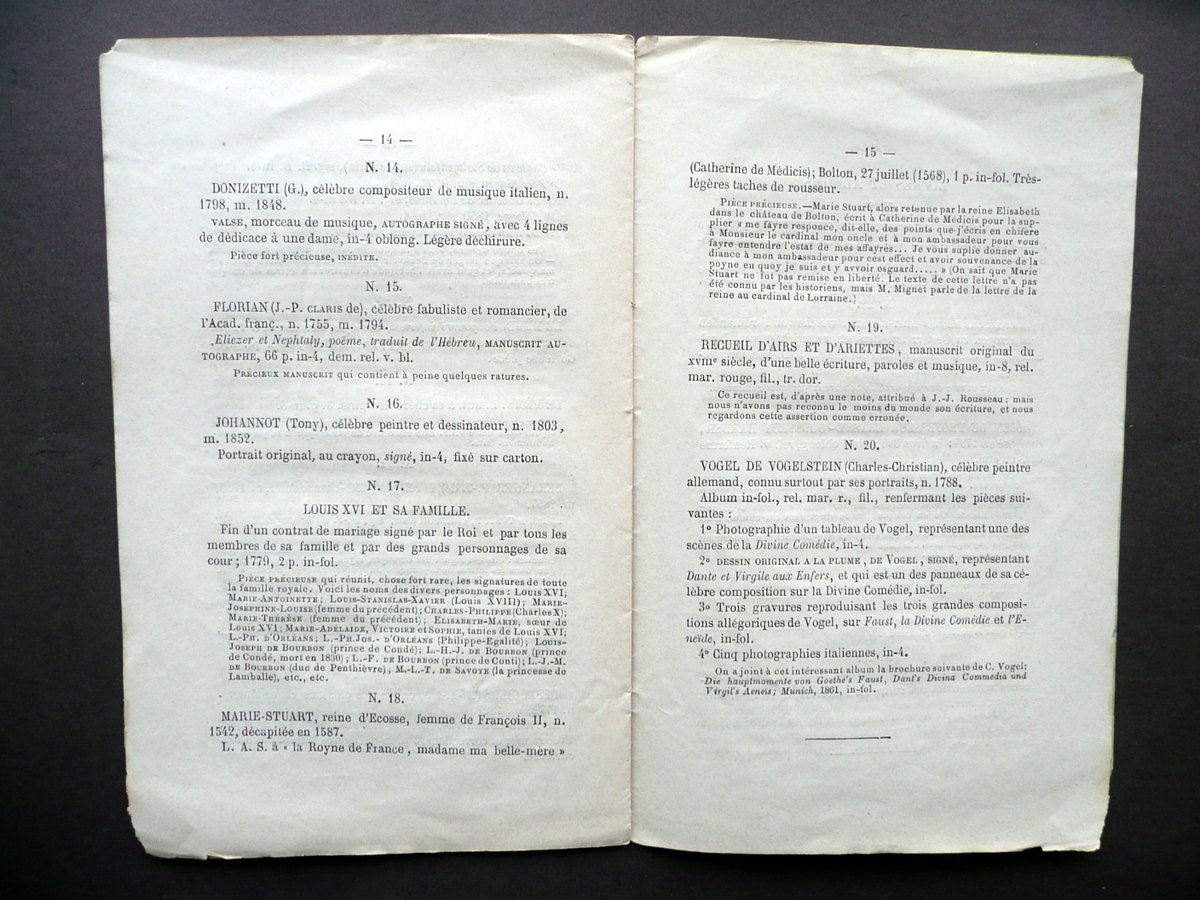 — 14 —
N. 14.
DONIZETTI (G.), célèbre compositeur de musique italien, n.
1798, m. 1848.
VALSE, morceau de musique, AUTOGRAPHE SIGNÉ, avec 4 lignes
de dédicace à une dame, in-4 oblong. Légère déchirure.
Pièce fort précieuse, INÉDITE.
N. 15.
FLORIAN (J.-P. CLARIS de), célèbre fabuliste et romancier, de
l'Acad. franç., n. 1755, m. 1794.
Eliezer et Nephtaly, poëme, traduit de l'Hébreu, MANUSCRIT AU-
TOGRAPHE, 66 p. in-4, dem. rel. v. bl.
PRÉCIEUX MANUSCRIT qui contient à peine quelques ratures.
N. 16.
JOHANNOT (Tony), célèbre peintre et dessinateur, n. 1803,
m. 1852.
Portrait original, au crayon, signé, in-4, fixé sur carton.
N. 17.
LOUIS XVI ET SA FAMILLE.
Fin d'un contrat de mariage signé par le Roi et par tous les
membres de sa famille et par des grands personnages de sa
cour; 1779, 2 p. in-fol.
PIÈCE PRÉCIEUSE qui réunit, chose fort rare, les signatures de toute
la famille royale. Voici les noms des divers personnages: LOUIS XVI;
MARIE-ANTOINETTE; LOUIS-STANISLAS-XAVIER (Louis XVIII); MARIE-
JOSÉPHINE-LOUISE (femme du précédent); CHARLES-PHILIPPE (Charles X);
MARIE-THÉRÈSE (femme du précédent); ELISABETH-MARIE, sœur de
Louis XVI; MARIE-ADELAIDE, VICTOIRE et SOPHIE, tantes de Louis XVI;
L.-PH. D'ORLÉANS; L.-PH. JOS.- D'ORLÉANS (Philippe-Egalité); LOUIS-
JOSEPH DE BOURBON (prince de Condé); L.-H.-J. DE BOURBON (prince
de Condé, mort en 1830); L.-F. DE BOURBON (prince de Conti); L.-J.-M.
DE BOURBON (duc de Penthièvre); M.-L.-T. DE SAVOYE (la princesse de
Lamballe), etc., etc.
N. 18.
MARIE-STUART, reine d'Ecosse, femme de François II, n.
1542, décapitée en 1587.
L. A. S. à « la Royne de France, madame ma belle-mère »
— 15 —
(Catherine de Médicis); Bolton, 27 juillet (1568), 1 p. in-fol. Très-
légères taches de rousseur.
PIÈCE PRÉCIEUSE.—Marie Stuart, alors retenue par la reine Elisabeth
dans le château de Bolton, écrit à Catherine de Médicis pour la sup-
plier « me fayre responce, dit-elle, des points que j'écris en chifère
à Monsieur le cardinal mon oncle et à mon ambassadeur pour vous
fayre entendre l'estat de mes affayrès... Je vous suplie donner au-
diance à mon ambassadeur pour cest effect et avoir souvenance de la
poyne en quoy je suis et y avvoir esguard..... » (On sait que Marie
Stuart ne fut pas remise en liberté. Le texte de cette lettre n'a pas
été connu par les historiens, mais M. Mignet parle de la lettre de la
reine au cardinal de Lorraine.)
N. 19.
RECUEIL D'AIRS ET D'ARIETTES, manuscrit original du
XVIIIe siècle, d'une belle écriture, paroles et musique, in-8, rel.
mar. rouge, fil., tr. dor.
Ce recueil est, d'après une note, attribué à J.-J. Rousseau; mais
nous n'avons pas reconnu le moins du monde son écriture, et nous
regardons cette assertion comme erronée.
N. 20.
VOGEL DE VOGELSTEIN (Charles-Christian), célèbre peintre
allemand, connu surtout par ses portraits, n. 1788.
Album in-fol., rel. mar. r., fil., renfermant les pièces sui-
vantes :
1o Photographie d'un tableau de Vogel, représentant une des
scènes de la Divine Comédie, in-4.
2o DESSIN ORIGINAL A LA PLUME, DE VOGEL, SIGNÉ, représentant
Dante et Virgile aux Enfers, et qui est un des panneaux de sa cé-
lèbre composition sur la Divine Comédie, in-fol.
3o Trois gravures reproduisant les trois grandes composi-
tions allégoriques de Vogel, sur Faust, la Divine Comédie et l'E-
neïde, in-fol.
4o Cinq photographies italiennes, in-4.
On a joint à cet intéressant album la brochure suivante de C. Vogel:
Die hauptmomente von Goethe's Faust, Dant's Divina Commedia und
Virgil's Aeneis; Munich, 1861, in-fol.